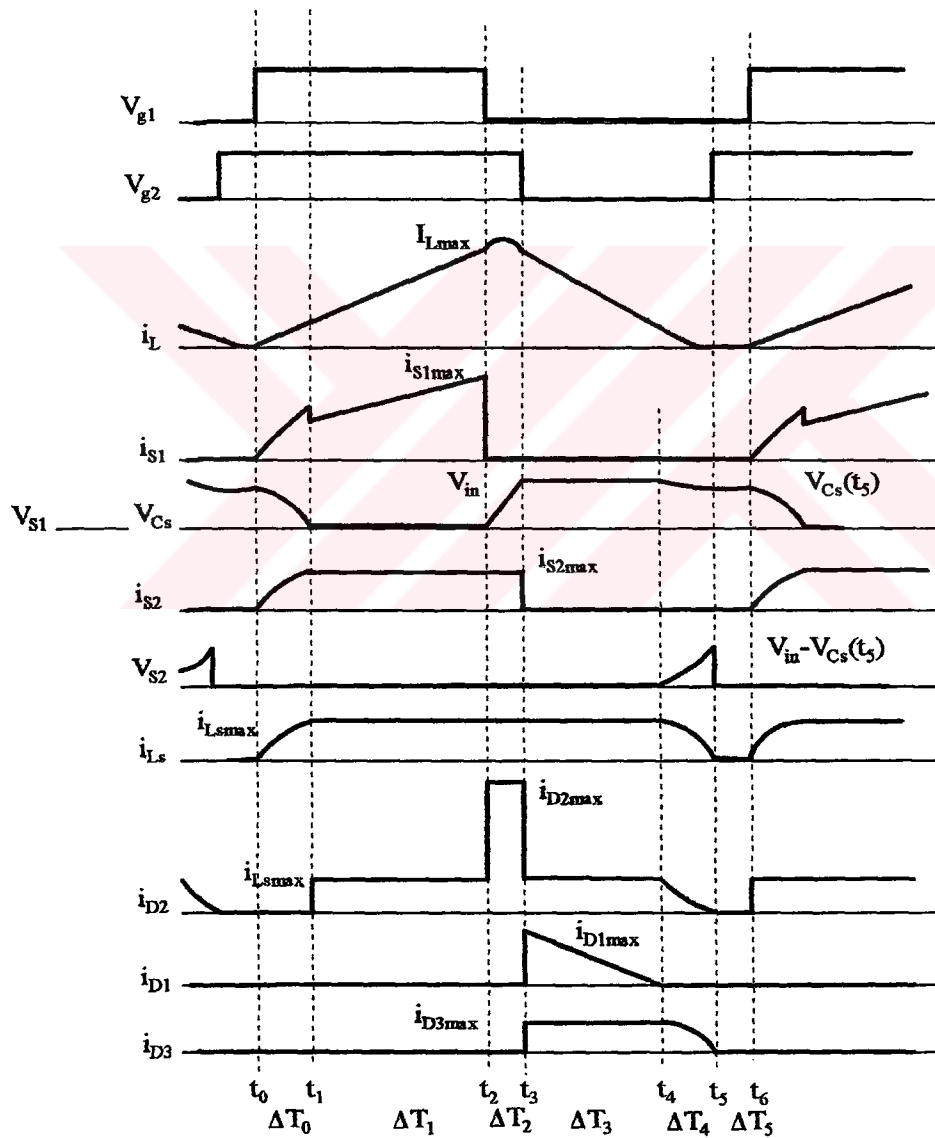 V_g1
V_g2
I_Lmax
i_L
i_S1max
i_S1
V_in V_Cs(t_5)
V_S1 V_Cs
i_S2max
i_S2
V_in-V_Cs(t_5)
V_S2
i_Lsmax
i_Ls
i_D2max
i_Lsmax
i_D2
i_D1max
i_D1
i_D3max
i_D3
t_0 t_1 t_2 t_3 t_4 t_5 t_6
ΔT_0 ΔT_1 ΔT_2 ΔT_3 ΔT_4 ΔT_5